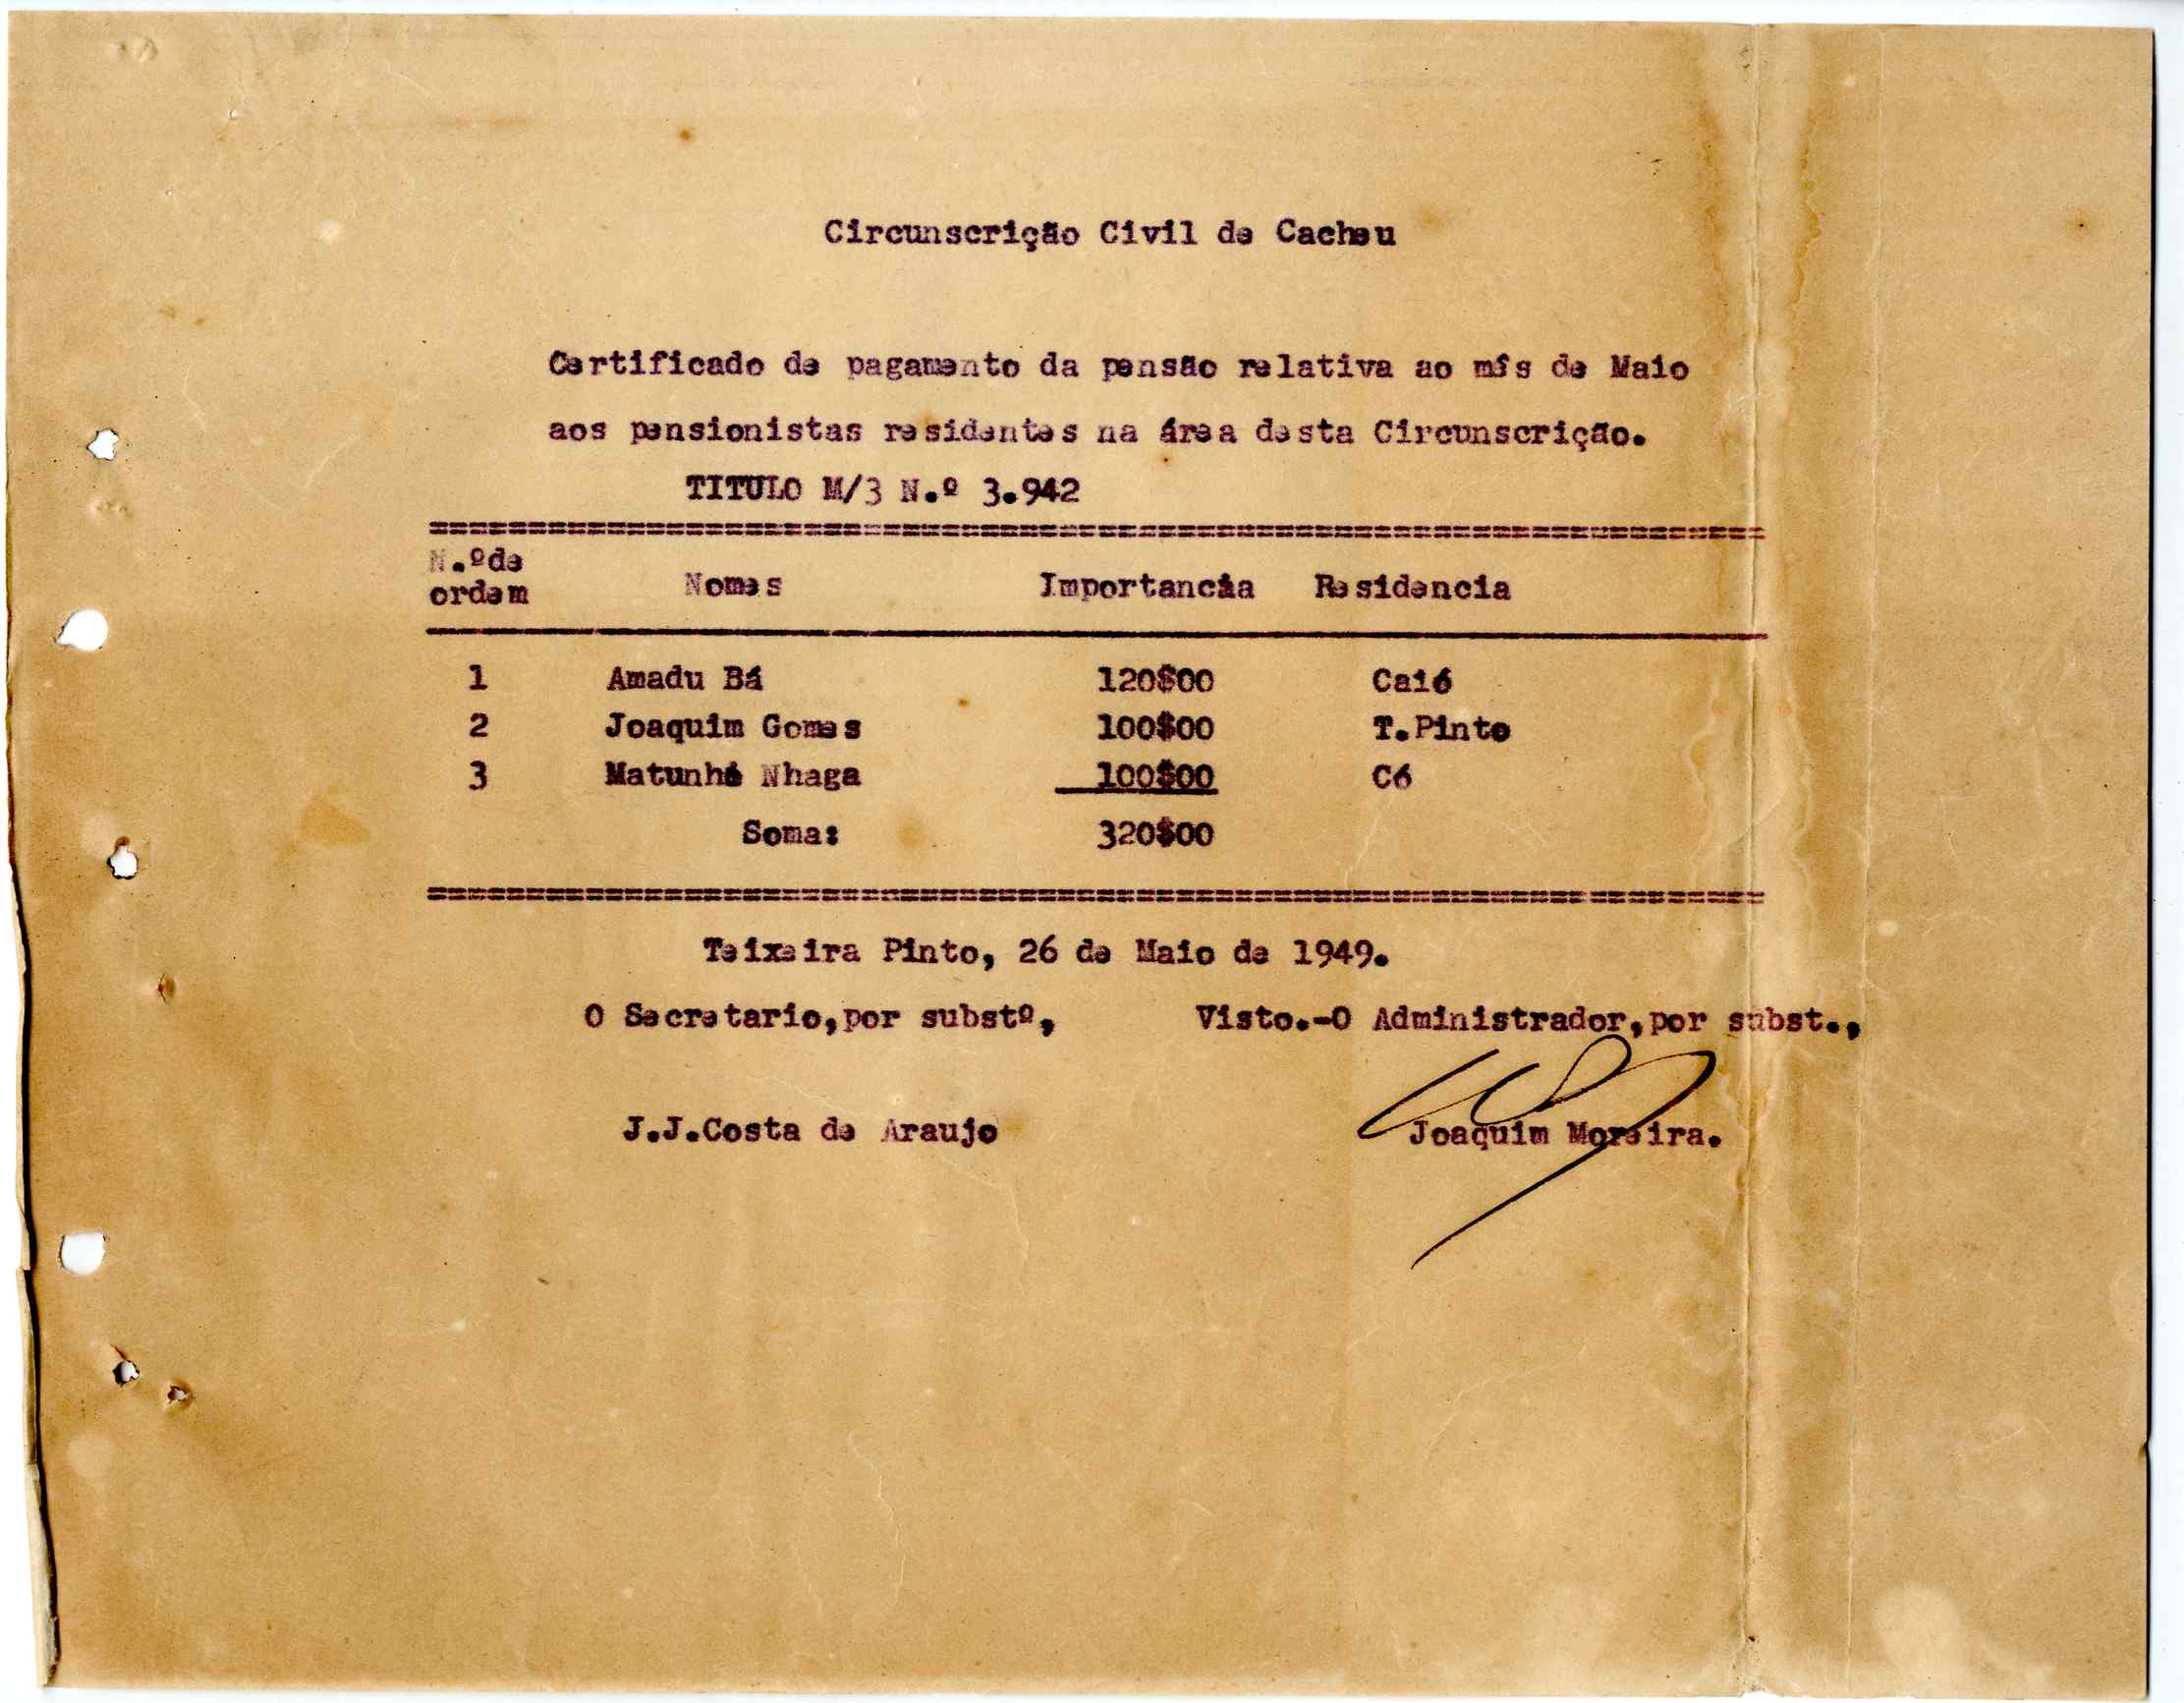 Circunscrição Civil de Cacheu
Certificado de pagamento da pensão relativa ao mês de Maio
aos pensionistas residentes na área desta Circunscrição.
TITULO M/3 N.º 3.942
N.ºde
ordem Nomes Importancia Residencia
1 Amadu Bá 120$00 Caió
2 Joaquim Gomes 100$00 T.Pinto
3 Matunhé Nhaga 100$00 Có
Soma: 320$00
Teixeira Pinto, 26 de Maio de 1949.
O Secretario,por substº, Visto.-O Administrador,por subst.,
J.J.Costa de Araujo Joaquim Moreira.